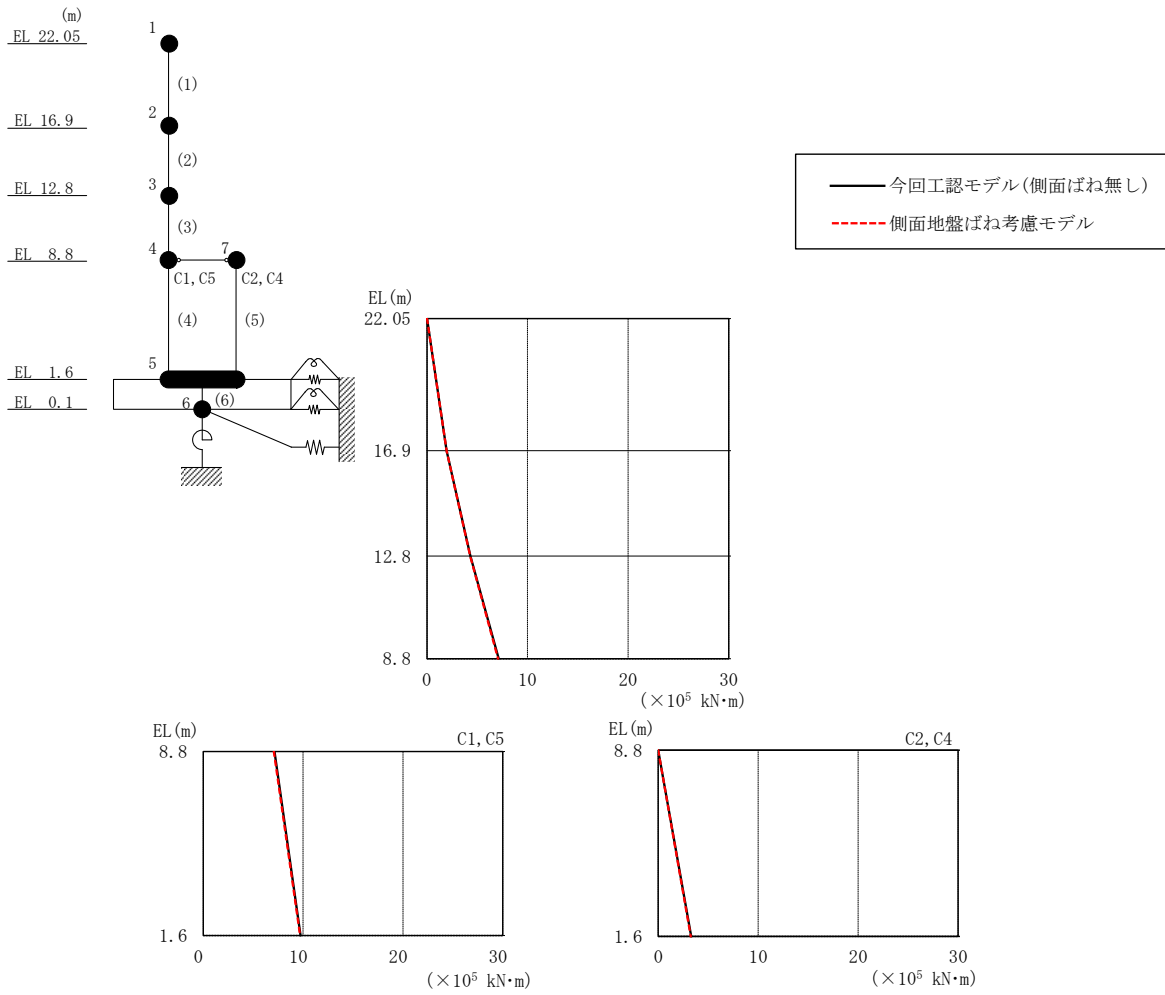 (m)
EL 22.05
1
(1)
EL 16.9
2
(2)
EL 12.8
3
(3)
EL 8.8
4
7
C1, C5
C2, C4
(4)
(5)
EL 1.6
5
EL 0.1
6
(6)
今回工認モデル(側面ばね無し)
側面地盤ばね考慮モデル
EL(m)
22.05
16.9
12.8
8.8
0 10 20 30
(×10⁵ kN・m)
EL(m)
C1, C5
8.8
1.6
0 10 20 30
(×10⁵ kN・m)
EL(m)
C2, C4
8.8
1.6
0 10 20 30
(×10⁵ kN・m)